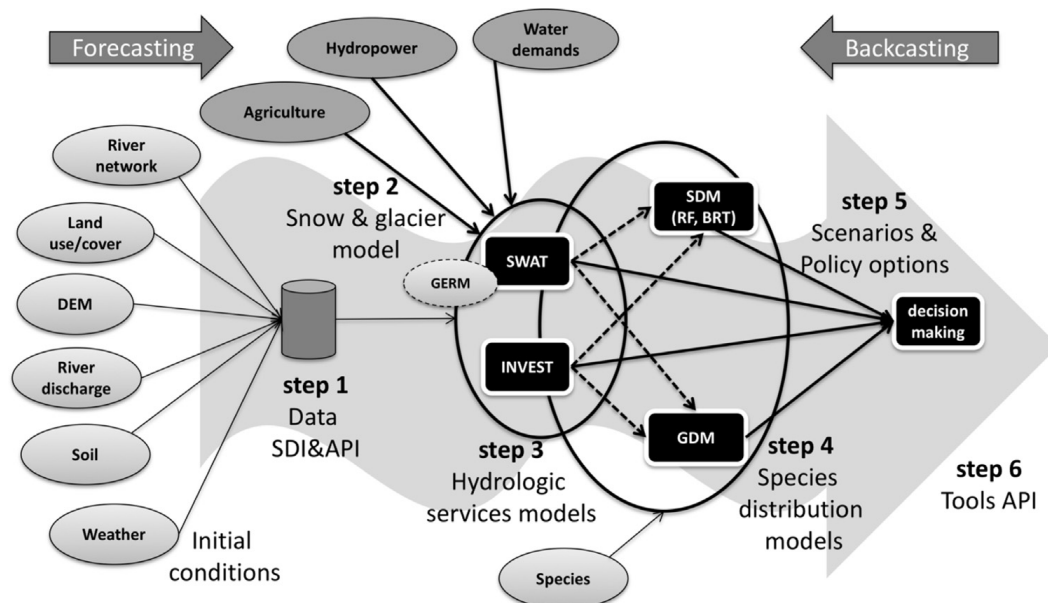 Forecasting
Hydropower
Water
demands
Backcasting
Agriculture
River
network
Land
use/cover
DEM
River
discharge
Soil
Weather
Initial
conditions
step 1
Data
SDI&API
step 2
Snow & glacier
model
GERM
SWAT
INVEST
step 3
Hydrologic
services models
SDM
(RF, BRT)
GDM
step 4
Species
distribution
models
Species
step 5
Scenarios &
Policy options
decision
making
step 6
Tools API